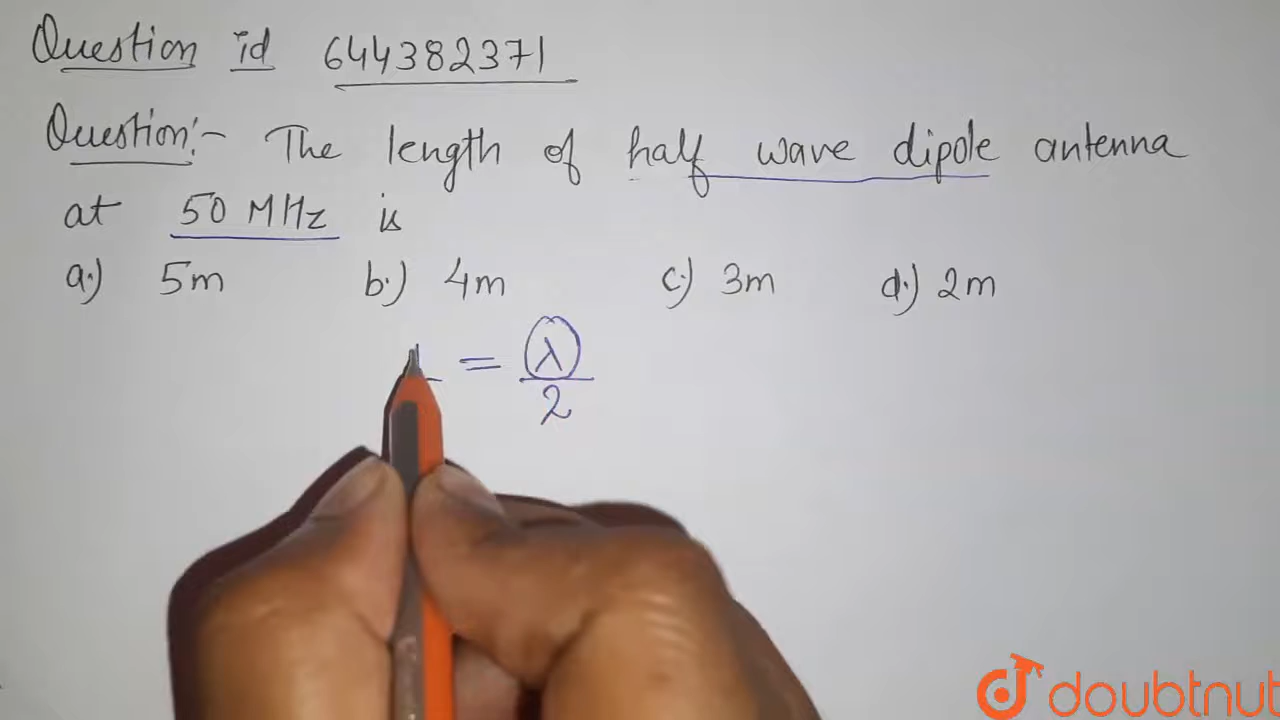 Question id 644382371
Question:- The length of half wave dipole antenna
at 50 MHz is
a.) 5m b.) 4m c.) 3m d.) 2m
= λ
2
doubtnut